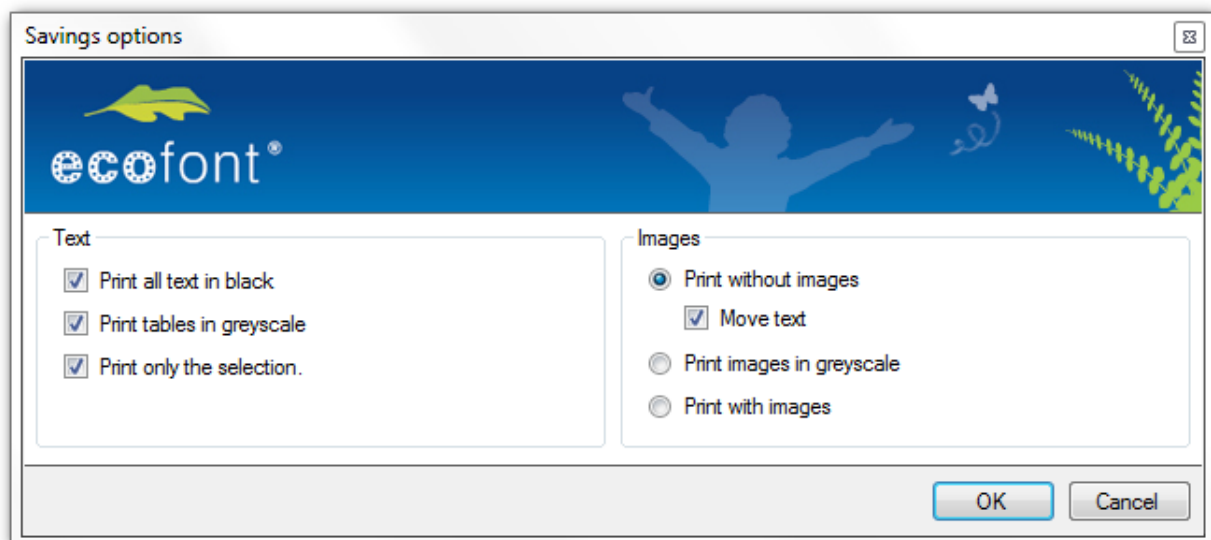 Savings options
ecofont®
Text
Print all text in black
Print tables in greyscale
Print only the selection.
Images
Print without images
Move text
Print images in greyscale
Print with images
OK
Cancel